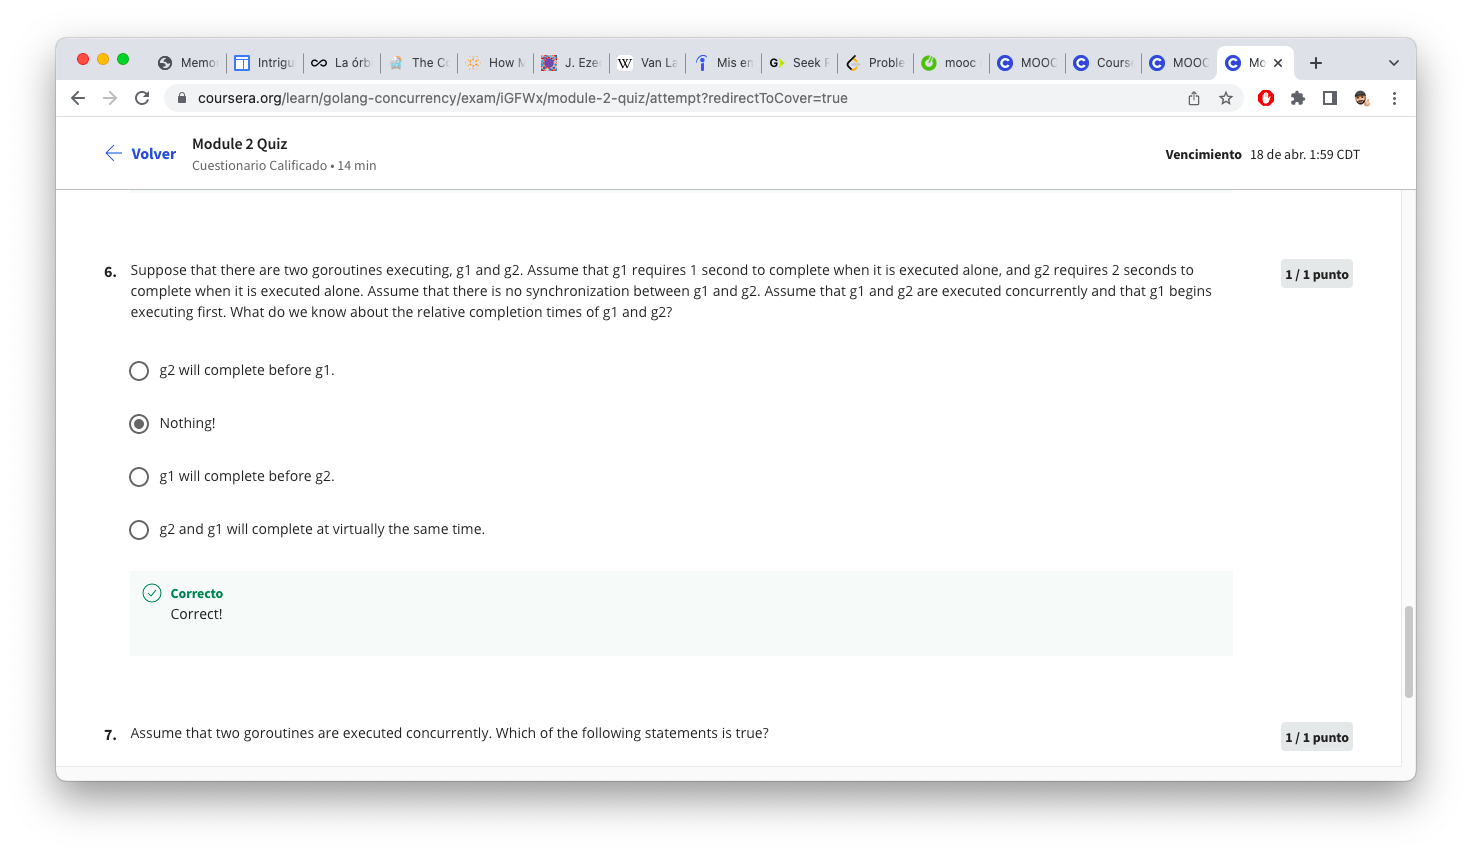 Memo
Intrigu
La órb
The Co
How M
J. Eze
Van La
Mis en
Seek R
Proble
mooc
MOOC
Cours
MOOC
Mo
coursera.org/learn/golang-concurrency/exam/iGFWx/module-2-quiz/attempt?redirectToCover=true
Volver
Module 2 Quiz
Cuestionario Calificado • 14 min
Vencimiento 18 de abr. 1:59 CDT
6. Suppose that there are two goroutines executing, g1 and g2. Assume that g1 requires 1 second to complete when it is executed alone, and g2 requires 2 seconds to
complete when it is executed alone. Assume that there is no synchronization between g1 and g2. Assume that g1 and g2 are executed concurrently and that g1 begins
executing first. What do we know about the relative completion times of g1 and g2?
1 / 1 punto
g2 will complete before g1.
Nothing!
g1 will complete before g2.
g2 and g1 will complete at virtually the same time.
Correcto
Correct!
7. Assume that two goroutines are executed concurrently. Which of the following statements is true?
1 / 1 punto